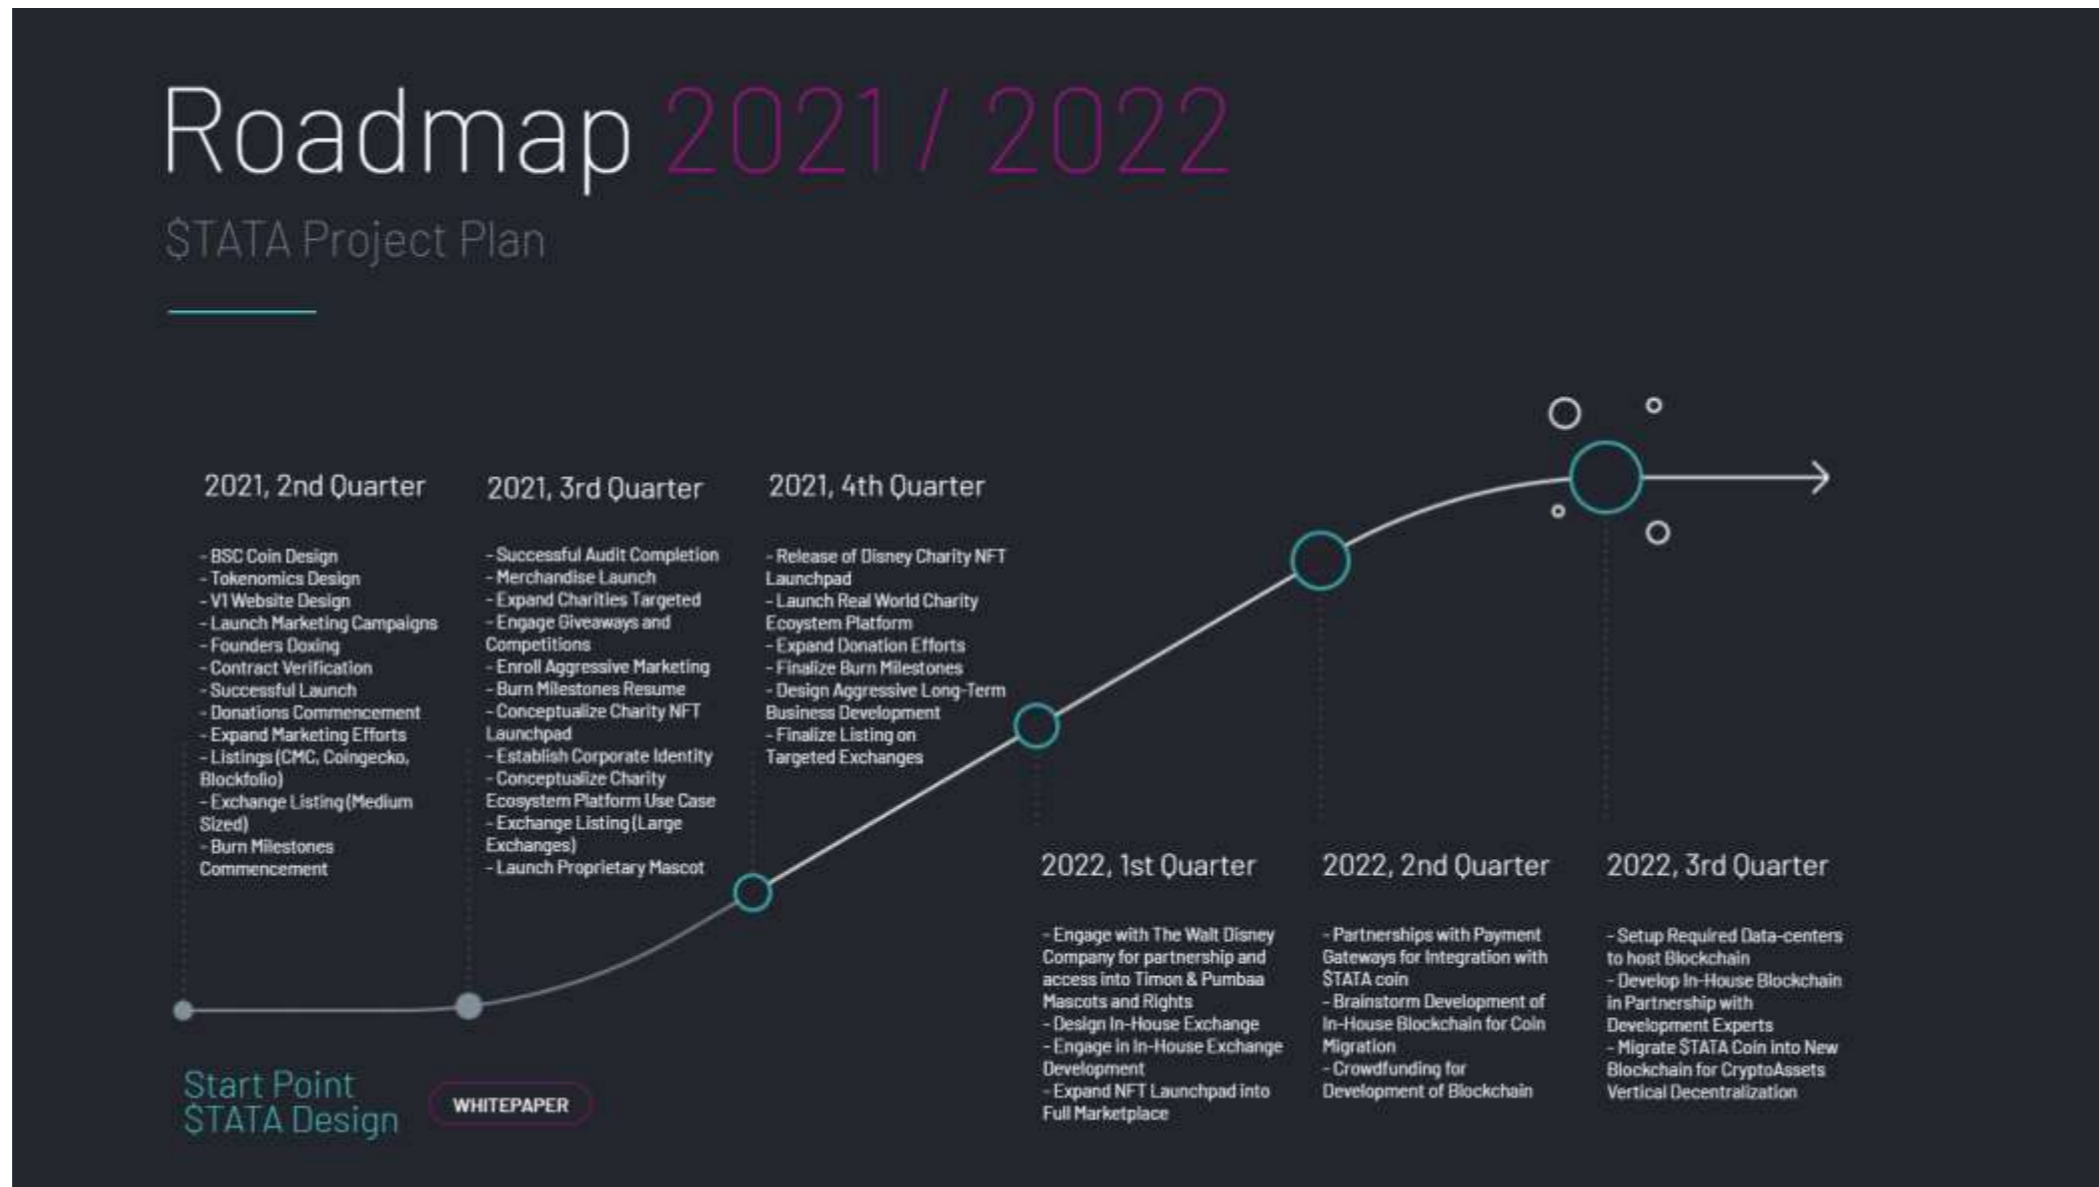 Roadmap 2021 / 2022
$TATA Project Plan
2021, 2nd Quarter
- BSC Coin Design
- Tokenomics Design
- V1 Website Design
- Launch Marketing Campaigns
- Founders Doxing
- Contract Verification
- Successful Launch
- Donations Commencement
- Expand Marketing Efforts
- Listings (CMC, Coingecko,
Blockfolio)
- Exchange Listing (Medium
Sized)
- Burn Milestones
Commencement
2021, 3rd Quarter
- Successful Audit Completion
- Merchandise Launch
- Expand Charities Targeted
- Engage Giveaways and
Competitions
- Enroll Aggressive Marketing
- Burn Milestones Resume
- Conceptualize Charity NFT
Launchpad
- Establish Corporate Identity
- Conceptualize Charity
Ecosystem Platform Use Case
- Exchange Listing (Large
Exchanges)
- Launch Proprietary Mascot
2021, 4th Quarter
- Release of Disney Charity NFT
Launchpad
- Launch Real World Charity
Ecoystem Platform
- Expand Donation Efforts
- Finalize Burn Milestones
- Design Aggressive Long-Term
Business Development
- Finalize Listing on
Targeted Exchanges
2022, 1st Quarter
- Engage with The Walt Disney
Company for partnership and
access into Timon & Pumbaa
Mascots and Rights
- Design In-House Exchange
- Engage in In-House Exchange
Development
- Expand NFT Launchpad into
Full Marketplace
2022, 2nd Quarter
- Partnerships with Payment
Gateways for Integration with
$TATA coin
- Brainstorm Development of
In-House Blockchain for Coin
Migration
- Crowdfunding for
Development of Blockchain
2022, 3rd Quarter
- Setup Required Data-centers
to host Blockchain
- Develop In-House Blockchain
in Partnership with
Development Experts
- Migrate $TATA Coin into New
Blockchain for CryptoAssets
Vertical Decentralization
Start Point
$TATA Design
WHITEPAPER